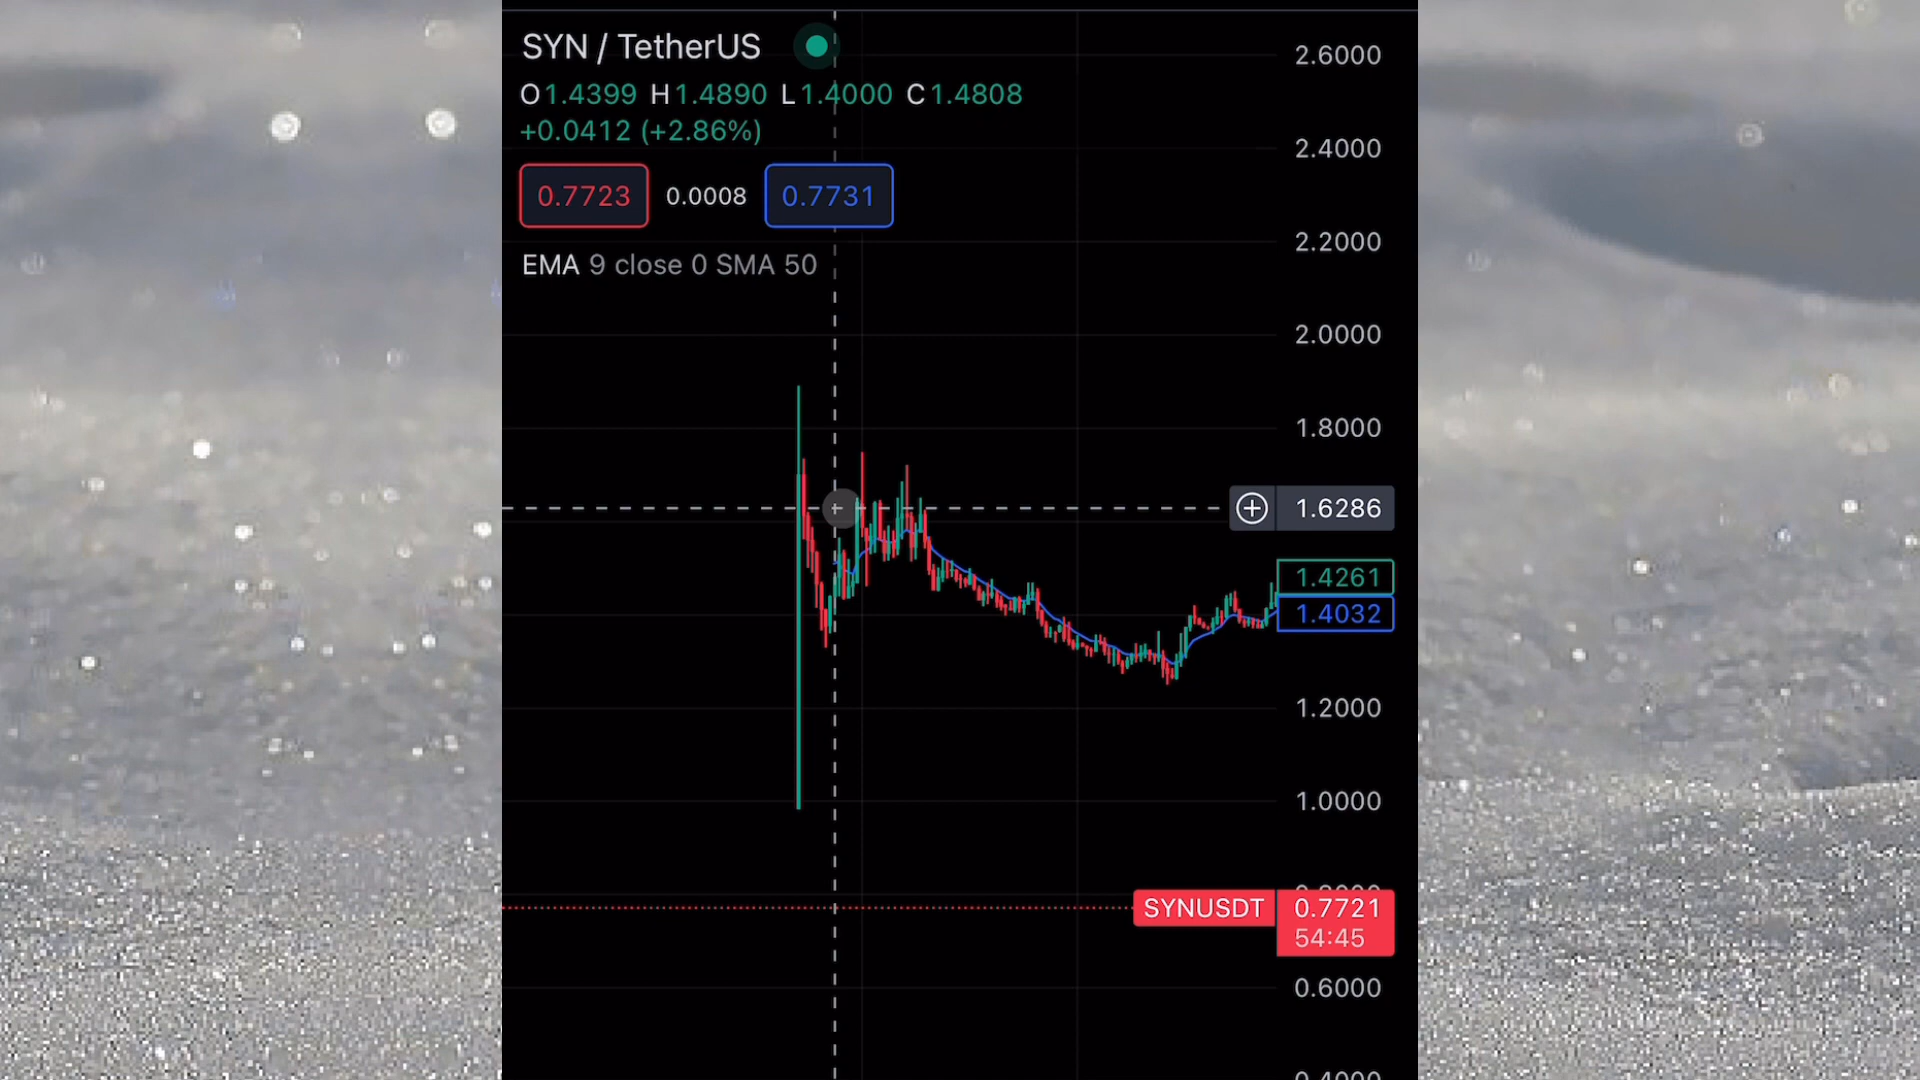 SYN / TetherUS
O1.4399 H1.4890 L1.4000 C1.4808
+0.0412 (+2.86%)
0.7723 0.0008 0.7731
EMA 9 close 0 SMA 50
2.6000
2.4000
2.2000
2.0000
1.8000
1.6286
1.4261
1.4032
1.2000
1.0000
SYNUSDT 0.7721
54:45
0.6000